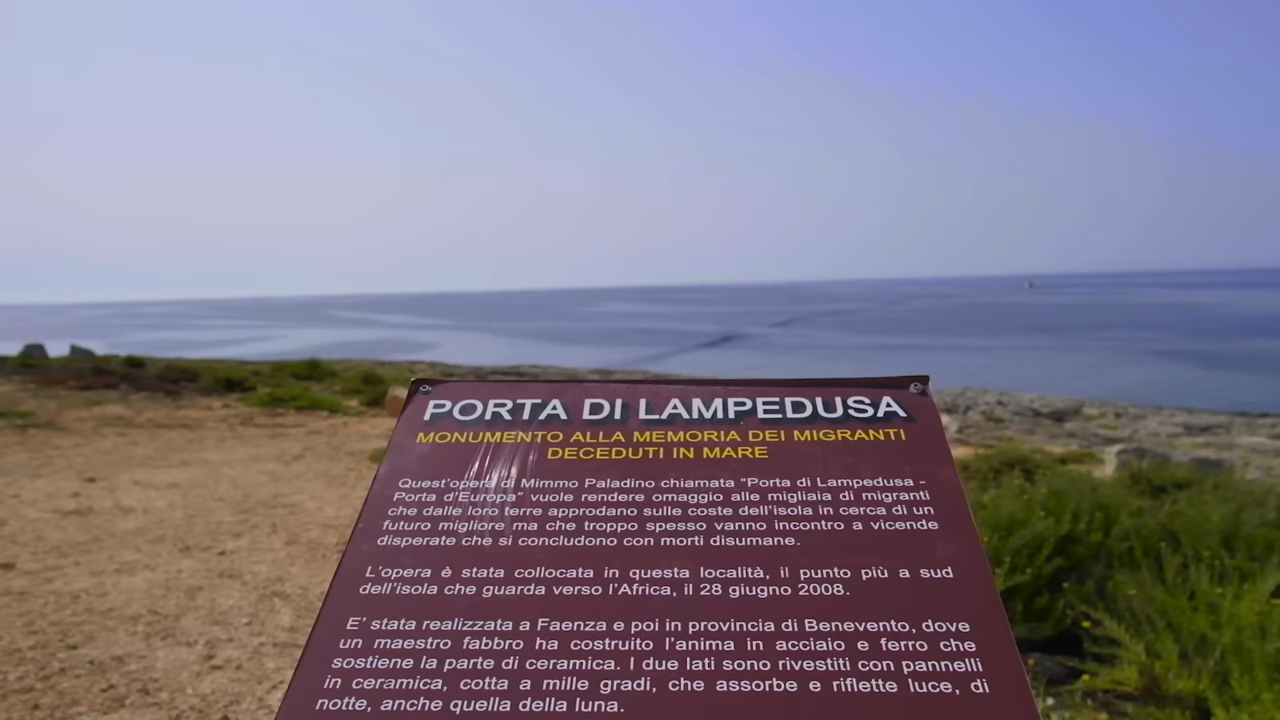 PORTA DI LAMPEDUSA
MONUMENTO ALLA MEMORIA DEI MIGRANTI
DECEDUTI IN MARE
Quest'opera di Mimmo Paladino chiamata "Porta di Lampedusa -
Porta d'Europa" vuole rendere omaggio alle migliaia di migranti
che dalle loro terre approdano sulle coste dell'isola in cerca di un
futuro migliore ma che troppo spesso vanno incontro a vicende
disperate che si concludono con morti disumane.
L'opera è stata collocata in questa località, il punto più a sud
dell'isola che guarda verso l'Africa, il 28 giugno 2008.
E' stata realizzata a Faenza e poi in provincia di Benevento, dove
un maestro fabbro ha costruito l'anima in acciaio e ferro che
sostiene la parte di ceramica. I due lati sono rivestiti con pannelli
in ceramica, cotta a mille gradi, che assorbe e riflette luce, di
notte, anche quella della luna.